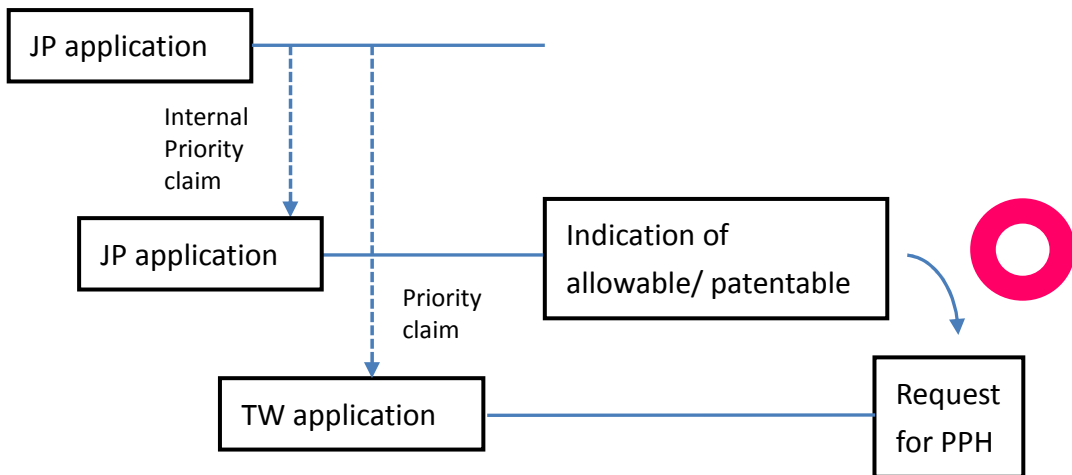 JP application
Internal
Priority
claim
JP application
Indication of
allowable/ patentable
Priority
claim
TW application
Request
for PPH